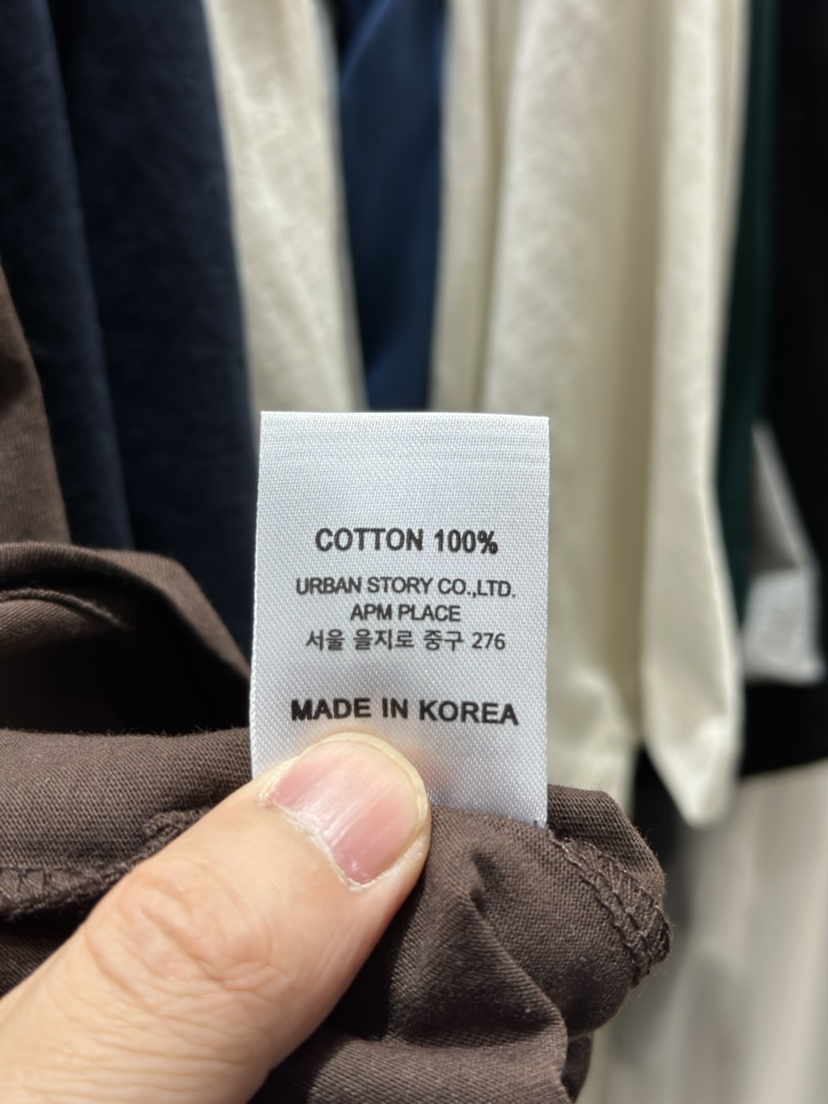 COTTON 100%
URBAN STORY CO.,LTD.
APM PLACE
서울 을지로 중구 276
MADE IN KOREA